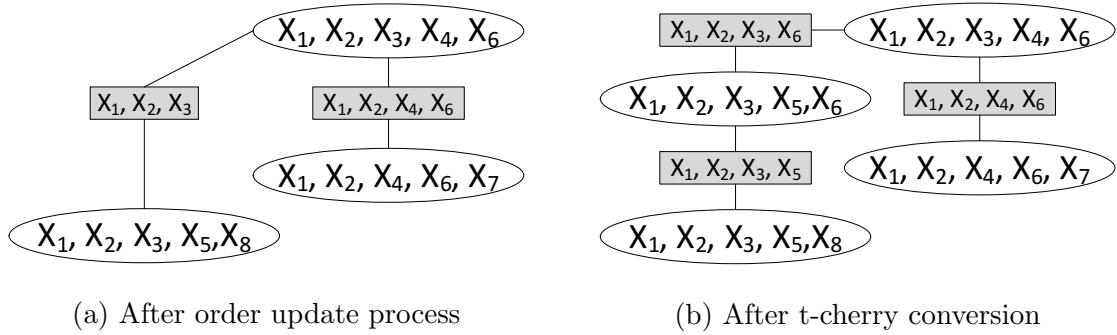 X₁, X₂, X₃, X₄, X₆
X₁, X₂, X₃
X₁, X₂, X₄, X₆
X₁, X₂, X₄, X₆, X₇
X₁, X₂, X₃, X₅,X₈
(a) After order update process
X₁, X₂, X₃, X₆
X₁, X₂, X₃, X₄, X₆
X₁, X₂, X₃, X₅,X₆
X₁, X₂, X₄, X₆
X₁, X₂, X₃, X₅
X₁, X₂, X₄, X₆, X₇
X₁, X₂, X₃, X₅,X₈
(b) After t-cherry conversion